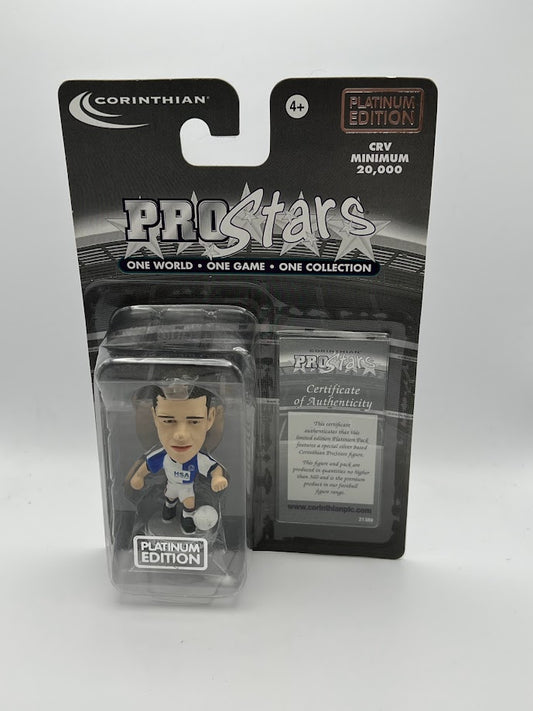 CORINTHIAN
4+
PLATINUM
EDITION
CRV
MINIMUM
20,000
PROStars
ONE WORLD • ONE GAME • ONE COLLECTION
HSA
PLATINUM
EDITION
CORINTHIAN
PROStars
Certificate
of Authenticity
This certificate
authenticates that this
limited edition Platinum Pack
features a special silver based
Corinthian ProStars figure.
This figure and pack are
produced in quantities no higher
than 500 and is the premium
product in our football
figure range.
www.corinthianplc.com